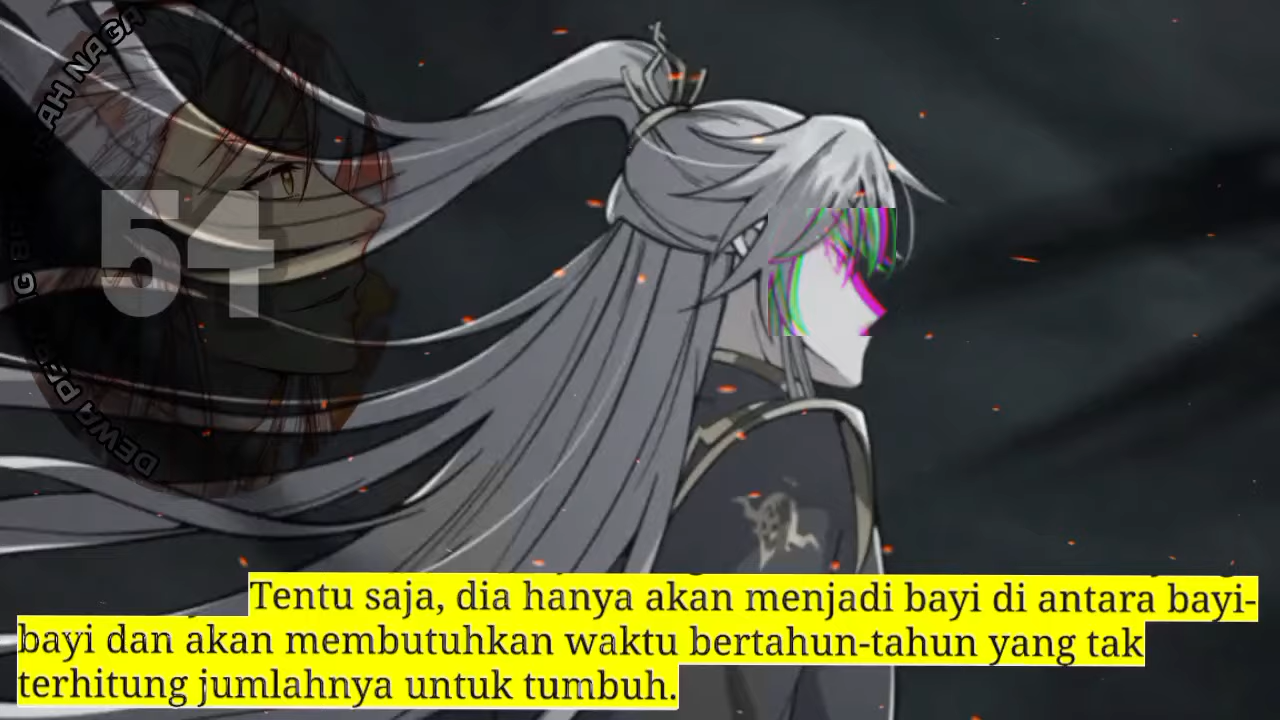 54
DEWA
Tentu saja, dia hanya akan menjadi bayi di antara bayi-
bayi dan akan membutuhkan waktu bertahun-tahun yang tak
terhitung jumlahnya untuk tumbuh.